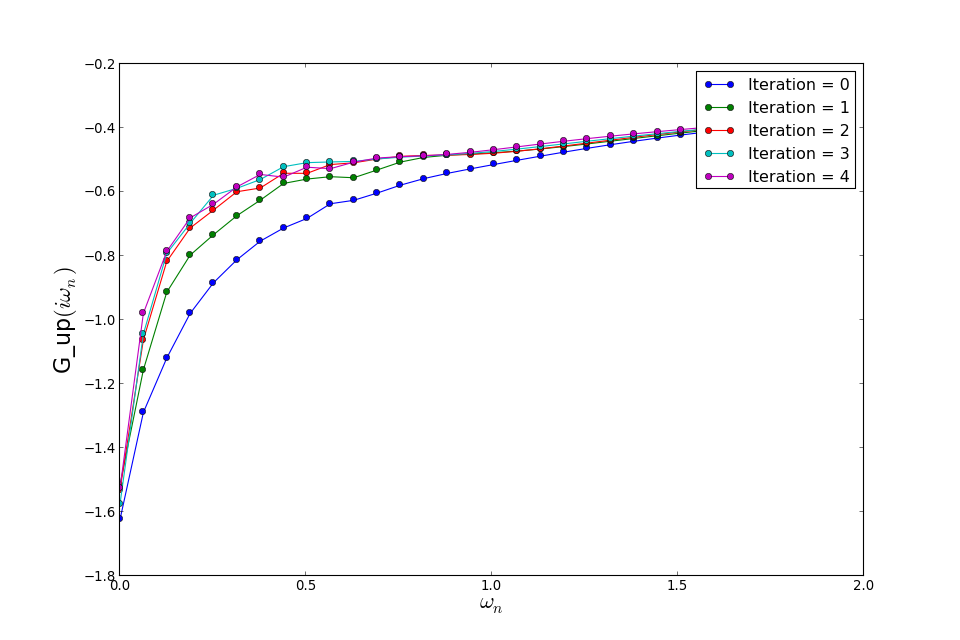 −0.2
−0.4
−0.6
−0.8
−1.0
−1.2
−1.4
−1.6
−1.8
0.0
0.5
1.0
1.5
2.0
ωₙ
G_up(iωₙ)
Iteration = 0
Iteration = 1
Iteration = 2
Iteration = 3
Iteration = 4